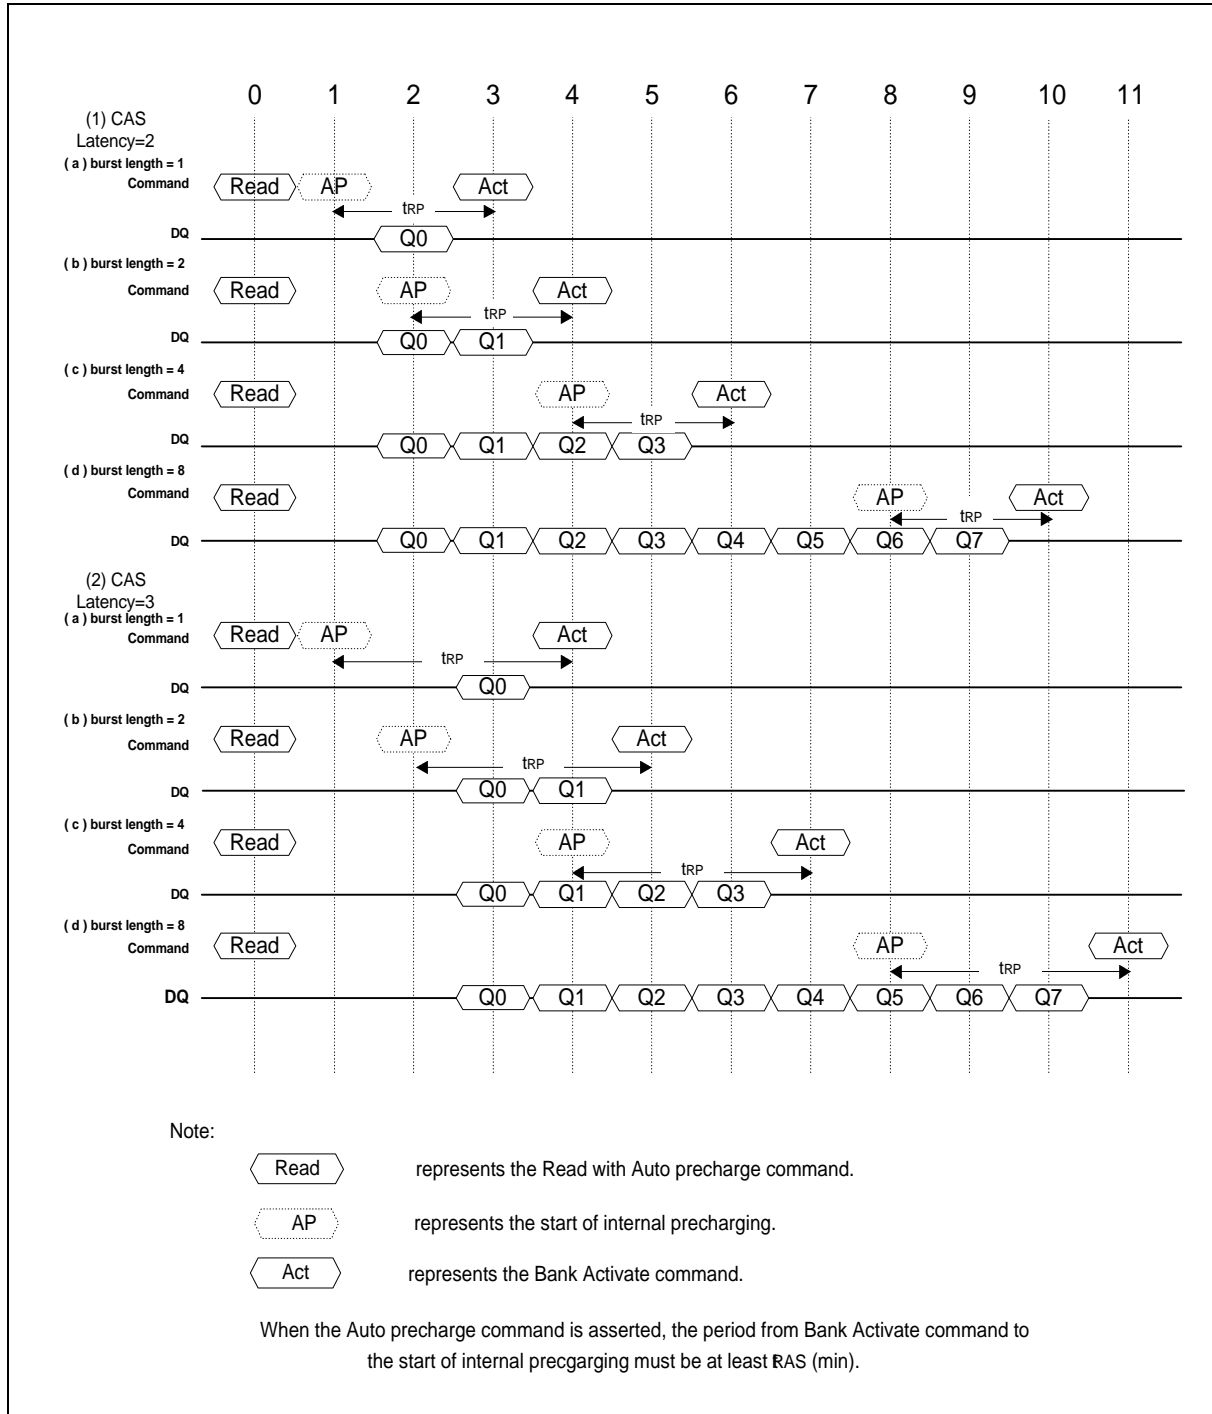 0 1 2 3 4 5 6 7 8 9 10 11
(1) CAS
Latency=2
( a ) burst length = 1
Command Read AP Act
tRP
DQ Q0
( b ) burst length = 2
Command Read AP Act
tRP
DQ Q0 Q1
( c ) burst length = 4
Command Read AP Act
tRP
DQ Q0 Q1 Q2 Q3
( d ) burst length = 8
Command Read AP Act
tRP
DQ Q0 Q1 Q2 Q3 Q4 Q5 Q6 Q7
(2) CAS
Latency=3
( a ) burst length = 1
Command Read AP Act
tRP
DQ Q0
( b ) burst length = 2
Command Read AP Act
tRP
DQ Q0 Q1
( c ) burst length = 4
Command Read AP Act
tRP
DQ Q0 Q1 Q2 Q3
( d ) burst length = 8
Command Read AP Act
tRP
DQ Q0 Q1 Q2 Q3 Q4 Q5 Q6 Q7
Note:
Read represents the Read with Auto precharge command.
AP represents the start of internal precharging.
Act represents the Bank Activate command.
When the Auto precharge command is asserted, the period from Bank Activate command to
the start of internal precgarging must be at least tRAS (min).